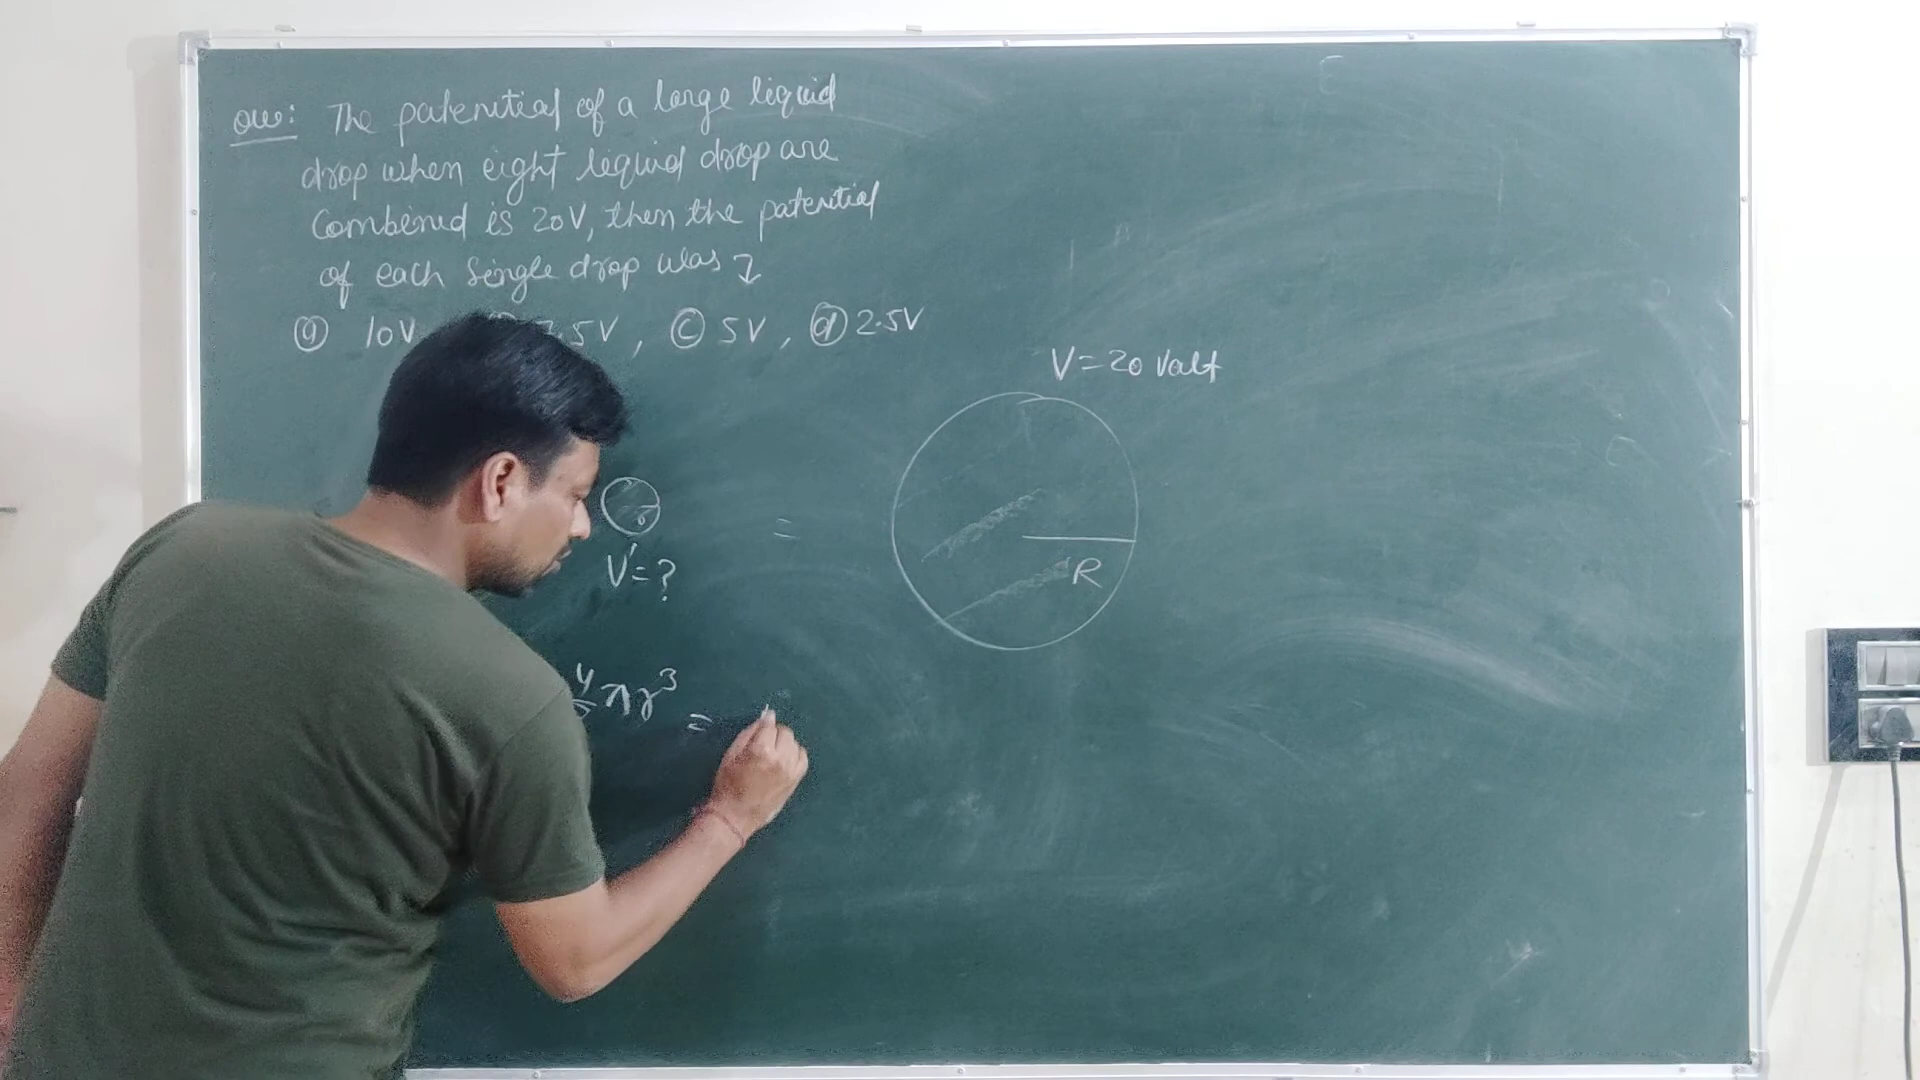 Que: The potential of a large liquid
drop when eight liquid drop are
Combined is 20V, then the potential
of each single drop was
(a) 10V .5V, (c) 5V, (d) 2.5V
V=20 Valt
r
V'=?
=
R
4 πr³ =